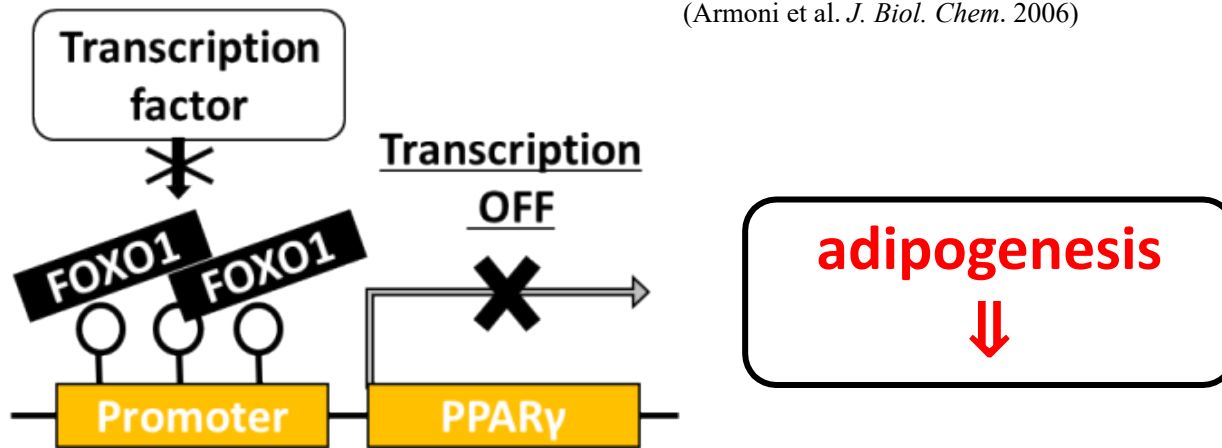 (Armoni et al. J. Biol. Chem. 2006)
Transcription
factor
Transcription
OFF
FOXO1
FOXO1
adipogenesis
⇓
Promoter
PPARγ